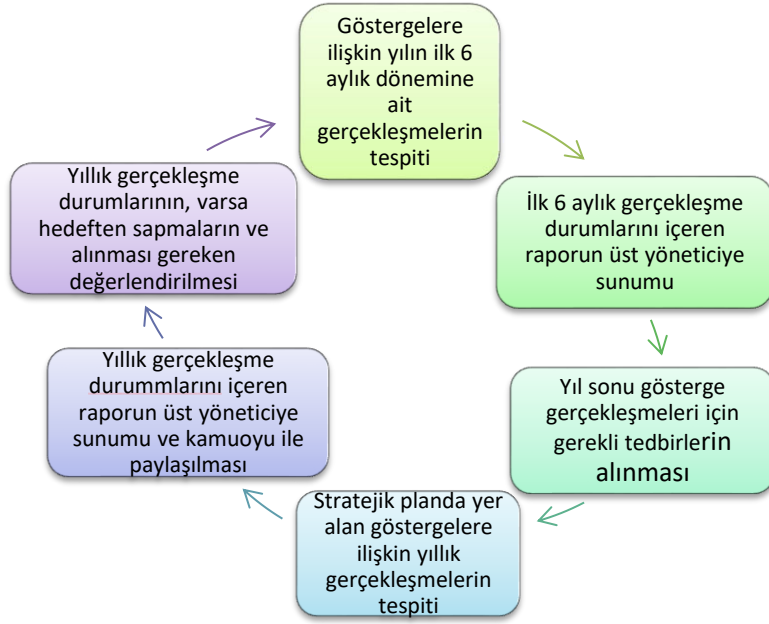 Göstergelere
ilişkin yılın ilk 6
aylık dönemine
ait
gerçekleşmelerin
tespiti
İlk 6 aylık gerçekleşme
durumlarını içeren
raporun üst yöneticiye
sunumu
Yıl sonu gösterge
gerçekleşmeleri için
gerekli tedbirlerin
alınması
Stratejik planda yer
alan göstergelere
ilişkin yıllık
gerçekleşmelerin
tespiti
Yıllık gerçekleşme
durummlarını içeren
raporun üst yöneticiye
sunumu ve kamuoyu ile
paylaşılması
Yıllık gerçekleşme
durumlarının, varsa
hedeften sapmaların ve
alınması gereken
değerlendirilmesi